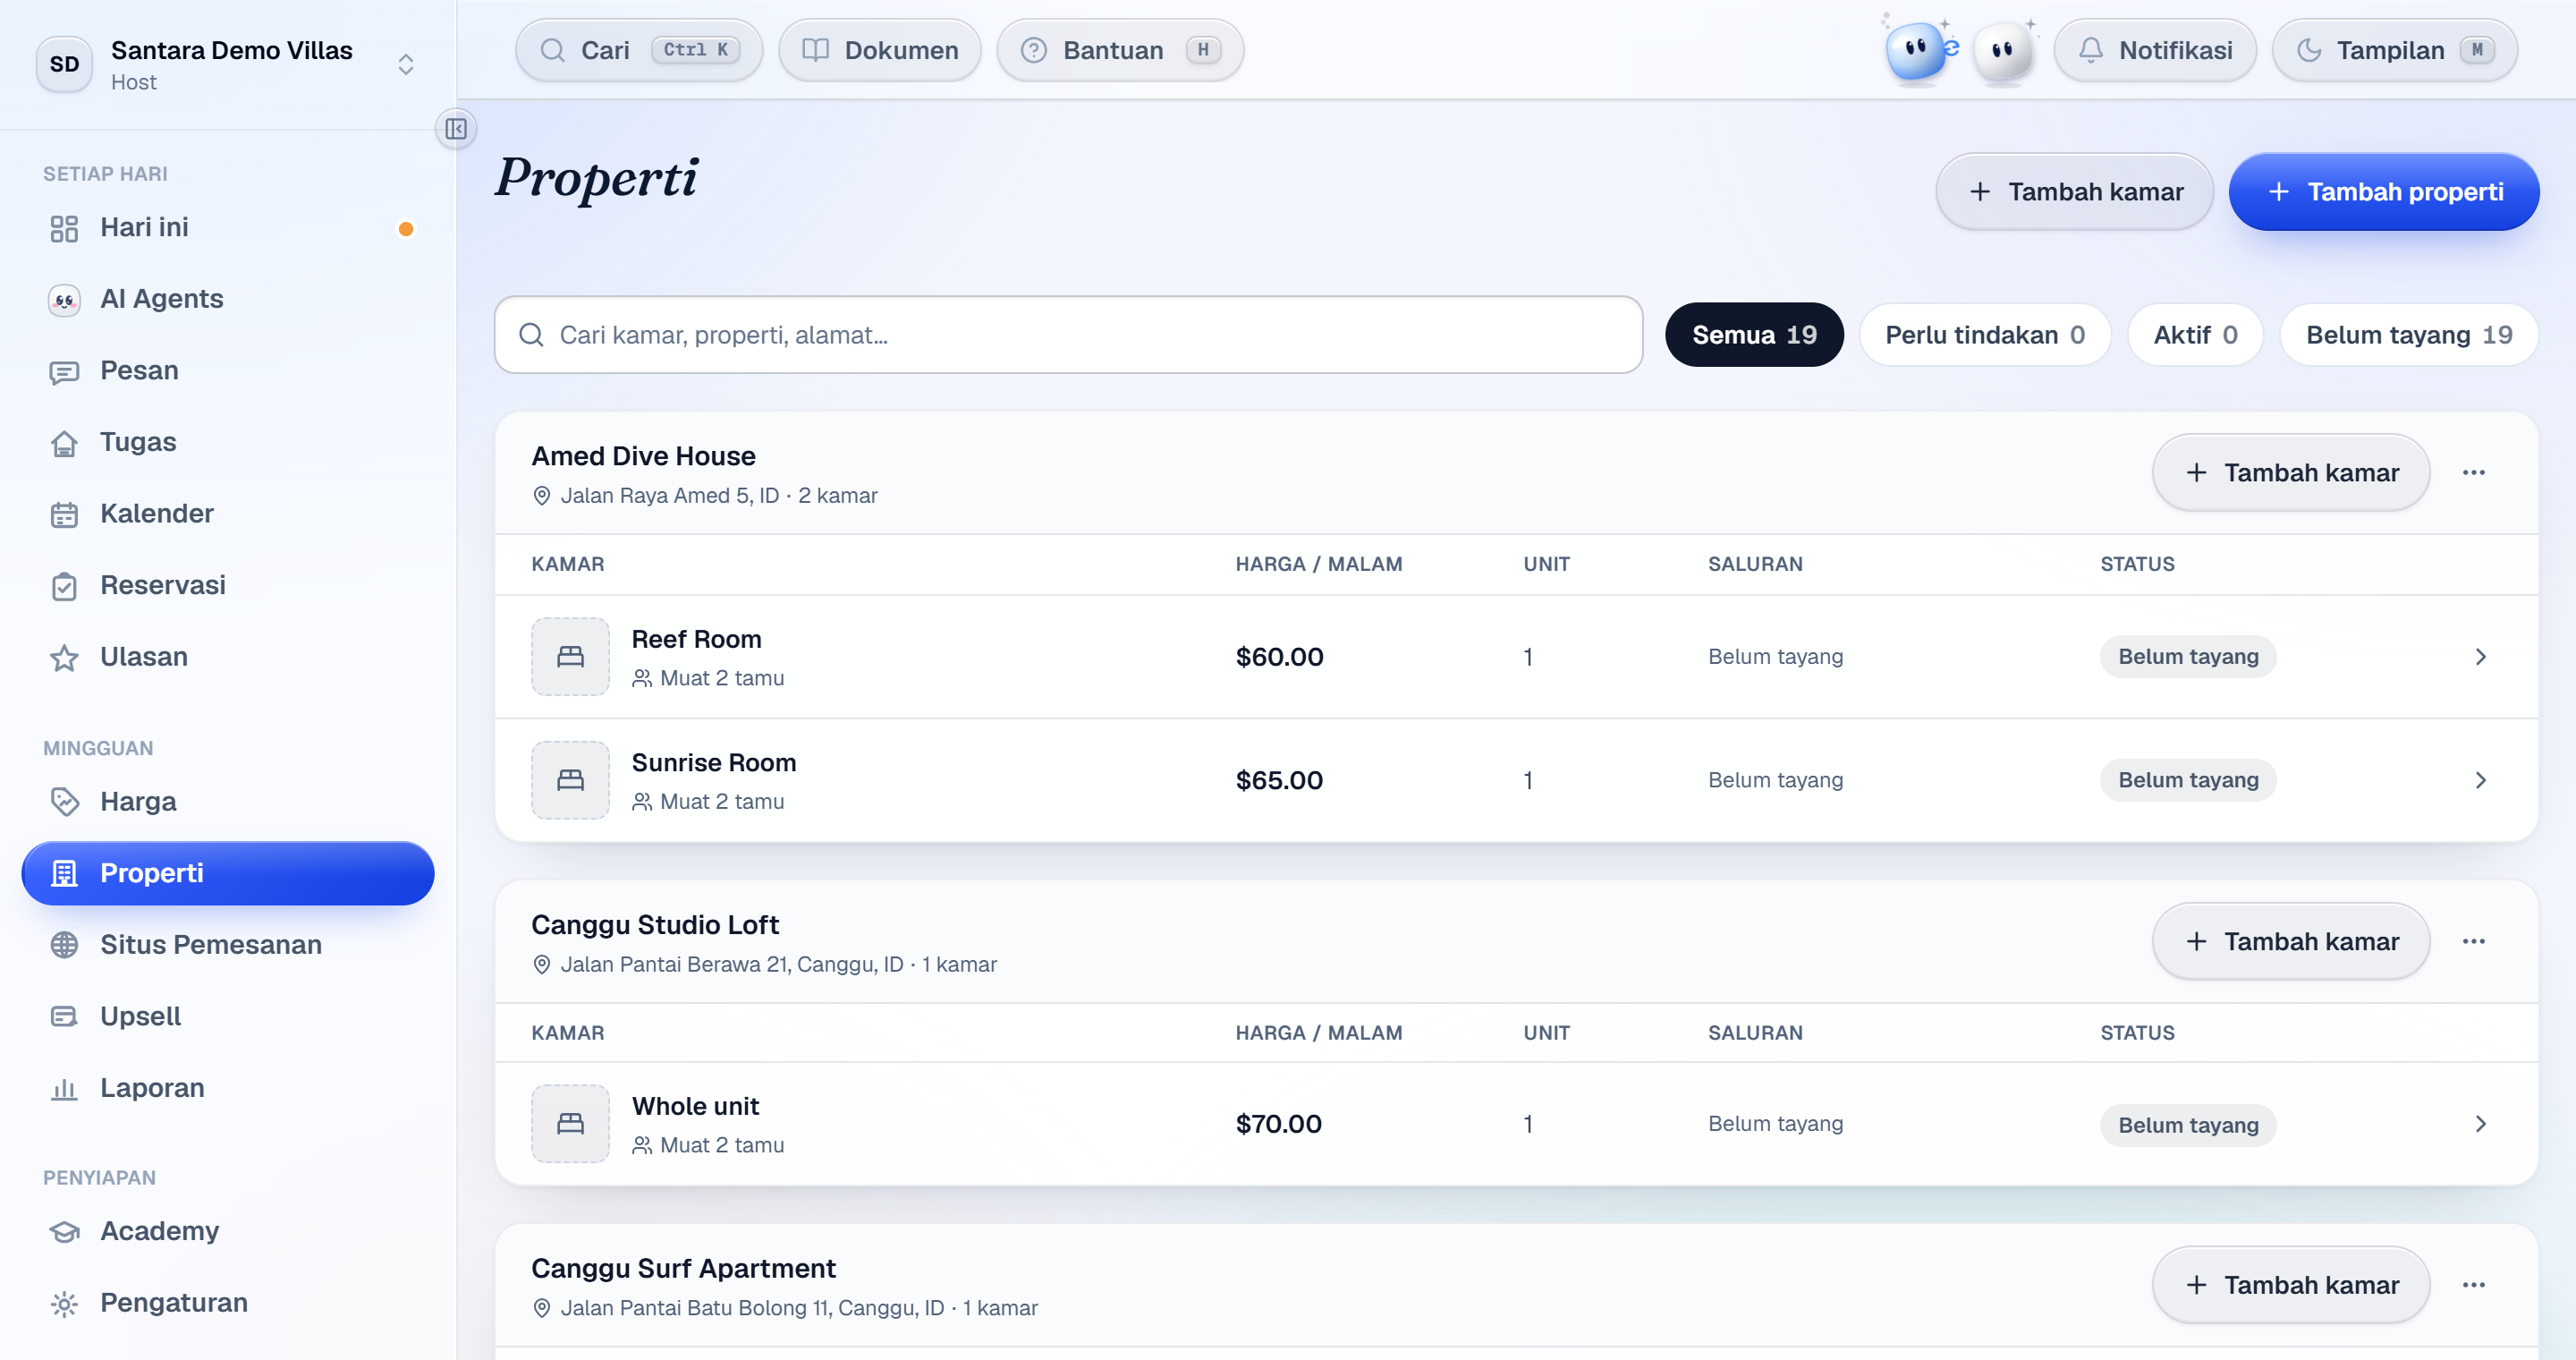 SD
Santara Demo Villas
Host
Cari Ctrl K
Dokumen
Bantuan H
Notifikasi
Tampilan M
SETIAP HARI
Hari ini
AI Agents
Pesan
Tugas
Kalender
Reservasi
Ulasan
MINGGUAN
Harga
Properti
Situs Pemesanan
Upsell
Laporan
PENYIAPAN
Academy
Pengaturan
Properti
Tambah kamar
Tambah properti
Cari kamar, properti, alamat...
Semua 19
Perlu tindakan 0
Aktif 0
Belum tayang 19
Amed Dive House
Jalan Raya Amed 5, ID · 2 kamar
Tambah kamar
KAMAR HARGA / MALAM UNIT SALURAN STATUS
Reef Room
Muat 2 tamu
$60.00 1 Belum tayang Belum tayang
Sunrise Room
Muat 2 tamu
$65.00 1 Belum tayang Belum tayang
Canggu Studio Loft
Jalan Pantai Berawa 21, Canggu, ID · 1 kamar
Tambah kamar
KAMAR HARGA / MALAM UNIT SALURAN STATUS
Whole unit
Muat 2 tamu
$70.00 1 Belum tayang Belum tayang
Canggu Surf Apartment
Jalan Pantai Batu Bolong 11, Canggu, ID · 1 kamar
Tambah kamar